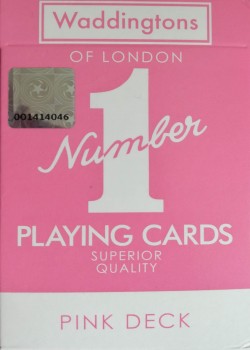 Waddingtons
OF LONDON
001414046
Number
1
PLAYING CARDS
SUPERIOR
QUALITY
PINK DECK